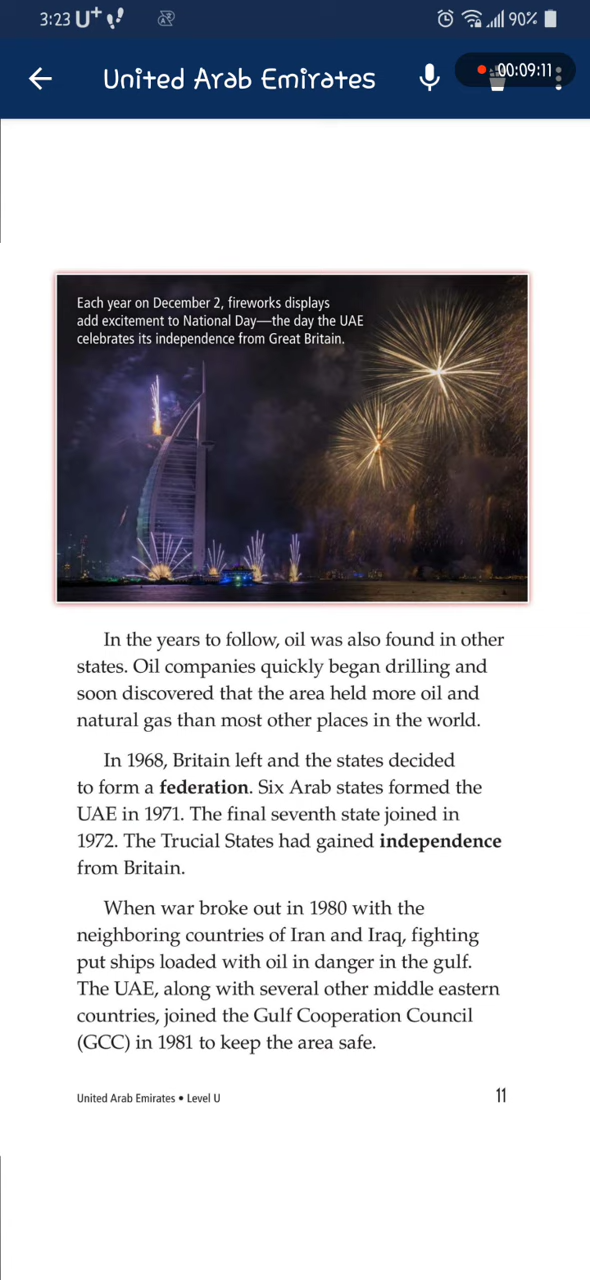 3:23 U+ 90%
United Arab Emirates 00:09:11
Each year on December 2, fireworks displays
add excitement to National Day—the day the UAE
celebrates its independence from Great Britain.
In the years to follow, oil was also found in other
states. Oil companies quickly began drilling and
soon discovered that the area held more oil and
natural gas than most other places in the world.
In 1968, Britain left and the states decided
to form a federation. Six Arab states formed the
UAE in 1971. The final seventh state joined in
1972. The Trucial States had gained independence
from Britain.
When war broke out in 1980 with the
neighboring countries of Iran and Iraq, fighting
put ships loaded with oil in danger in the gulf.
The UAE, along with several other middle eastern
countries, joined the Gulf Cooperation Council
(GCC) in 1981 to keep the area safe.
United Arab Emirates • Level U 11